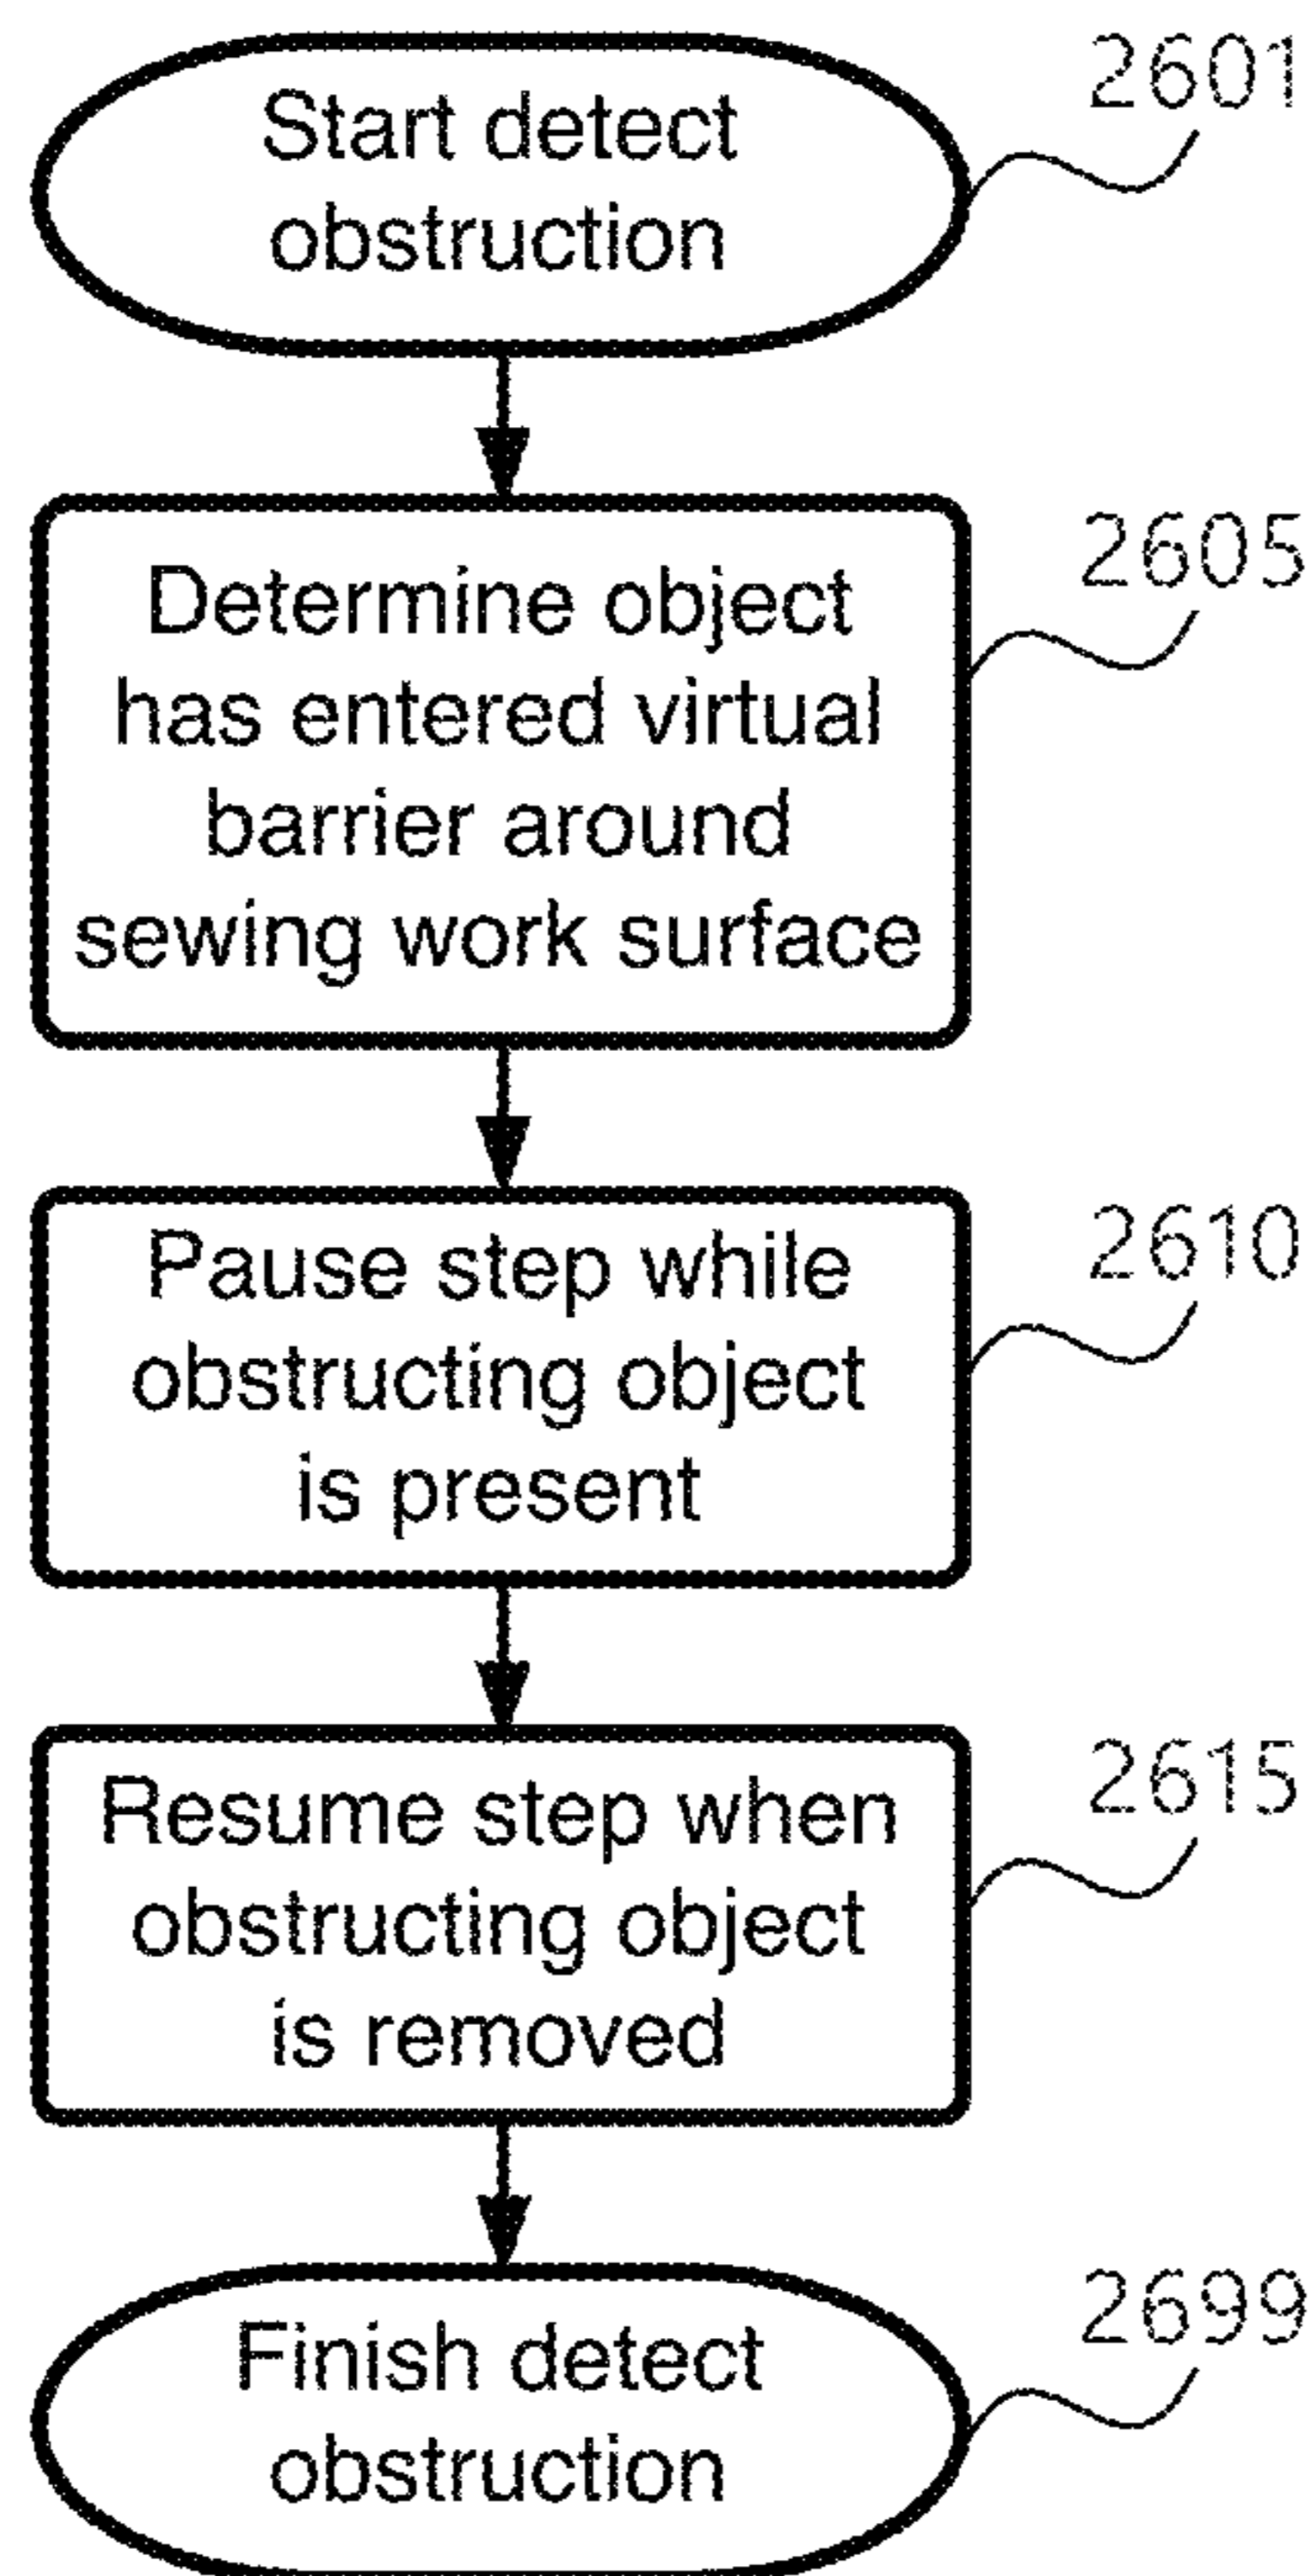 Start detect
obstruction
2601
Determine object
has entered virtual
barrier around
sewing work surface
2605
Pause step while
obstructing object
is present
2610
Resume step when
obstructing object
is removed
2615
Finish detect
obstruction
2699